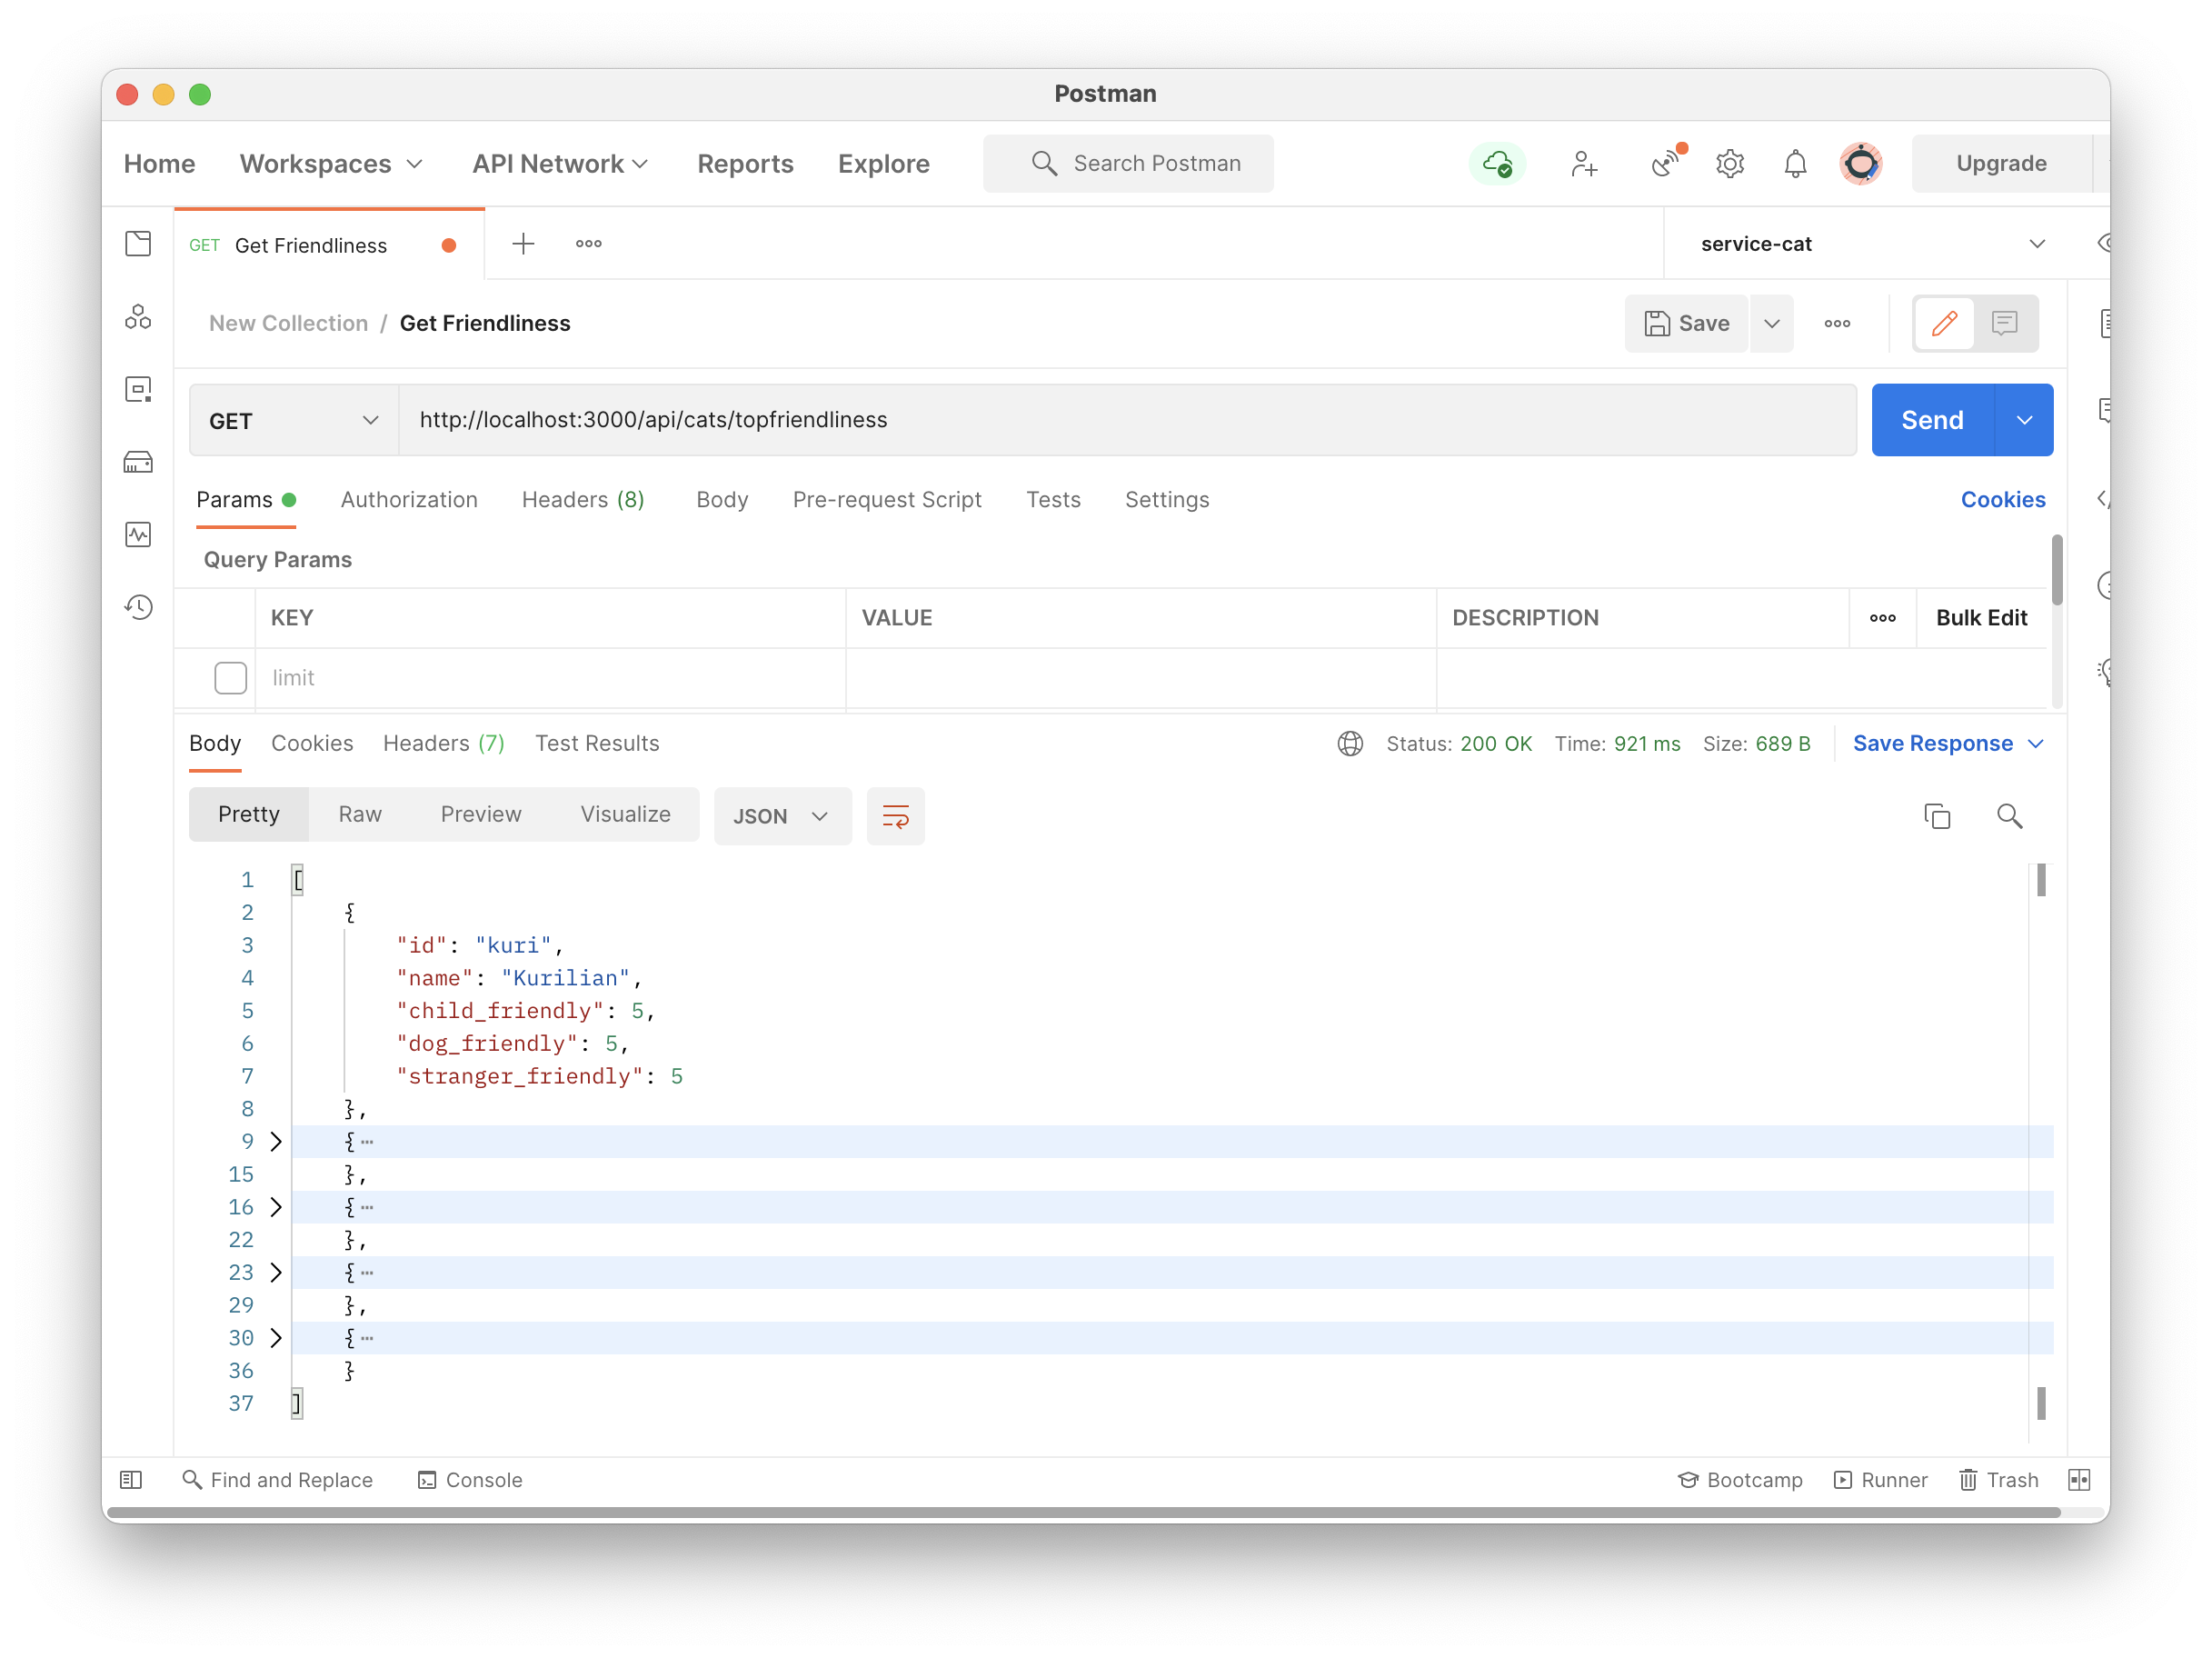 Postman
Home Workspaces API Network Reports Explore Search Postman Upgrade
GET Get Friendliness service-cat
New Collection / Get Friendliness Save
GET http://localhost:3000/api/cats/topfriendliness Send
Params Authorization Headers (8) Body Pre-request Script Tests Settings Cookies
Query Params
KEY VALUE DESCRIPTION Bulk Edit
limit
Body Cookies Headers (7) Test Results Status: 200 OK Time: 921 ms Size: 689 B Save Response
Pretty Raw Preview Visualize JSON
1 [
2 {
3 "id": "kuri",
4 "name": "Kurilian",
5 "child_friendly": 5,
6 "dog_friendly": 5,
7 "stranger_friendly": 5
8 },
9 {…
15 },
16 {…
22 },
23 {…
29 },
30 {…
36 }
37 ]
Find and Replace Console Bootcamp Runner Trash